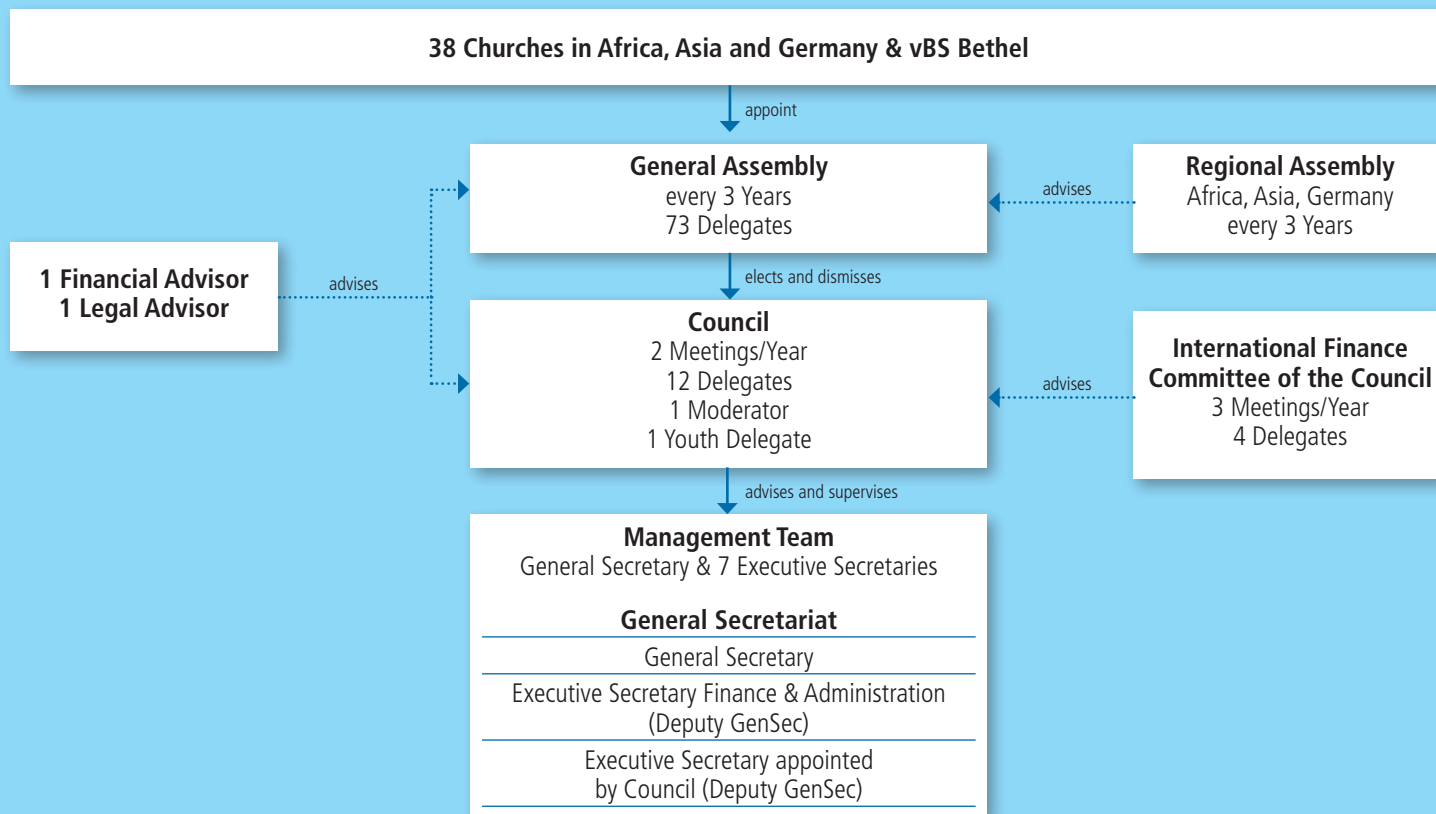 38 Churches in Africa, Asia and Germany & vBS Bethel
appoint
General Assembly
every 3 Years
73 Delegates
advises
Regional Assembly
Africa, Asia, Germany
every 3 Years
1 Financial Advisor
1 Legal Advisor
advises
elects and dismisses
Council
2 Meetings/Year
12 Delegates
1 Moderator
1 Youth Delegate
advises
International Finance
Committee of the Council
3 Meetings/Year
4 Delegates
advises and supervises
Management Team
General Secretary & 7 Executive Secretaries
General Secretariat
General Secretary
Executive Secretary Finance & Administration
(Deputy GenSec)
Executive Secretary appointed
by Council (Deputy GenSec)